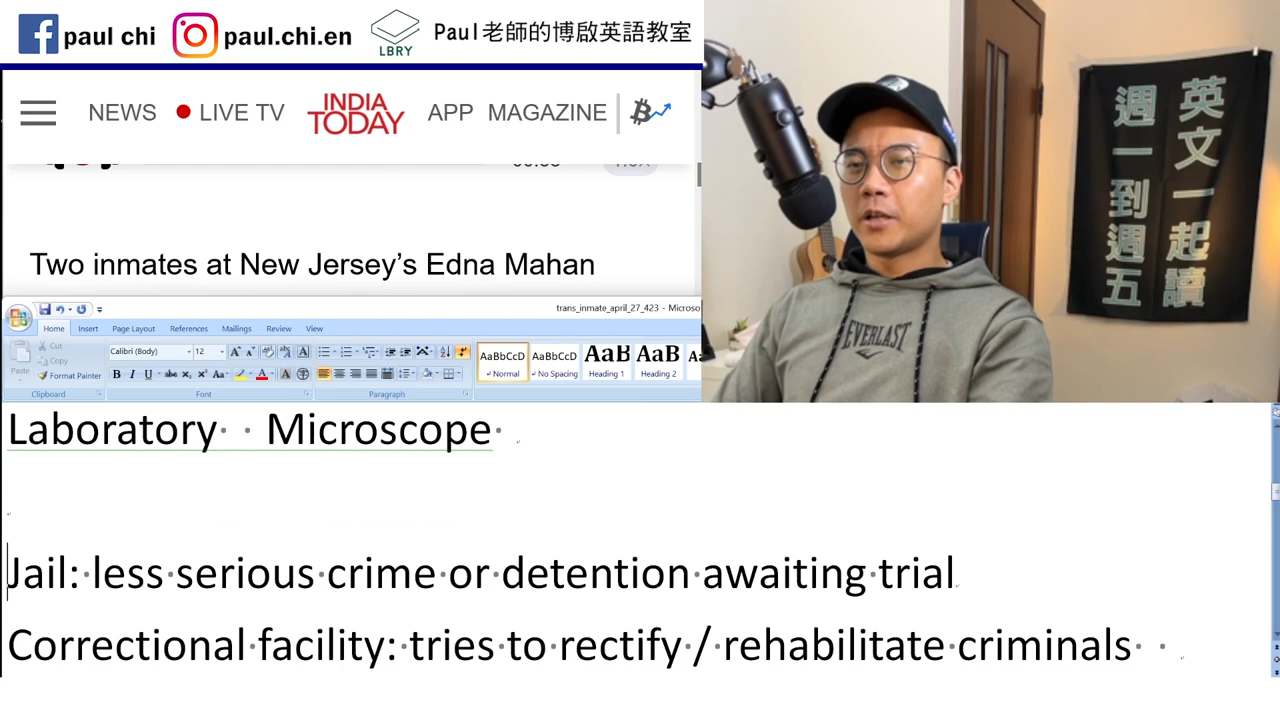 paul chi
paul.chi.en
LBRY
Paul老師的博啟英語教室
NEWS
LIVE TV
INDIA
TODAY
APP
MAGAZINE
Two inmates at New Jersey’s Edna Mahan
trans_inmate_april_27_423 - Microso
Home Insert Page Layout References Mailings Review View
Cut
Copy
Format Painter
Paste
Clipboard
Calibri (Body) 12
Font
Paragraph
AaBbCcD AaBbCcD AaB AaB
Normal No Spacing Heading 1 Heading 2
英文一起讀
週一到週五
EVERLAST
Laboratory Microscope
Jail: less serious crime or detention awaiting trial
Correctional facility: tries to rectify / rehabilitate criminals